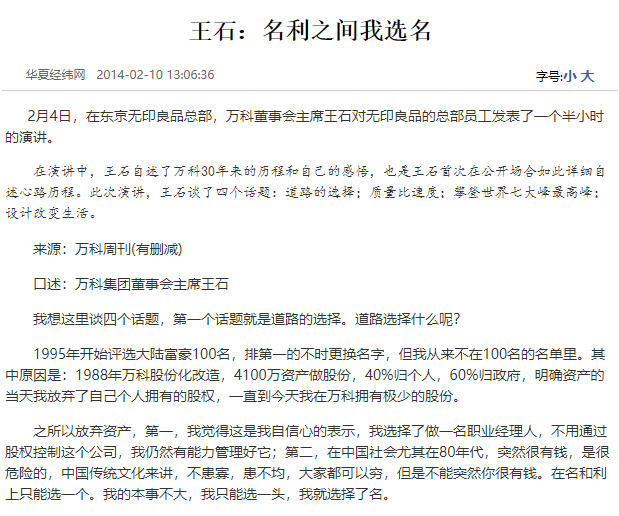 王石：名利之间我选名
华夏经纬网 2014-02-10 13:06:36 字号:小 大
2月4日，在东京无印良品总部，万科董事会主席王石对无印良品的总部员工发表了一个半小时
的演讲。
在演讲中，王石自述了万科30年来的历程和自己的感悟，也是王石首次在公开场合如此详细自
述心路历程。此次演讲，王石谈了四个话题：道路的选择；质量比速度；攀登世界七大峰最高峰；
设计改变生活。
来源：万科周刊(有删减)
口述：万科集团董事会主席王石
我想这里谈四个话题，第一个话题就是道路的选择。道路选择什么呢？
1995年开始评选大陆富豪100名，排第一的不时更换名字，但我从来不在100名的名单里。其
中原因是：1988年万科股份化改造，4100万资产做股份，40%归个人，60%归政府，明确资产的
当天我放弃了自己个人拥有的股权，一直到今天我在万科拥有极少的股份。
之所以放弃资产，第一，我觉得这是我自信心的表示，我选择了做一名职业经理人，不用通过
股权控制这个公司，我仍然有能力管理好它；第二，在中国社会尤其在80年代，突然很有钱，是很
危险的，中国传统文化来讲，不患寡，患不均，大家都可以穷，但是不能突然你很有钱。在名和利
上只能选一个。我的本事不大，我只能选一头，我就选择了名。